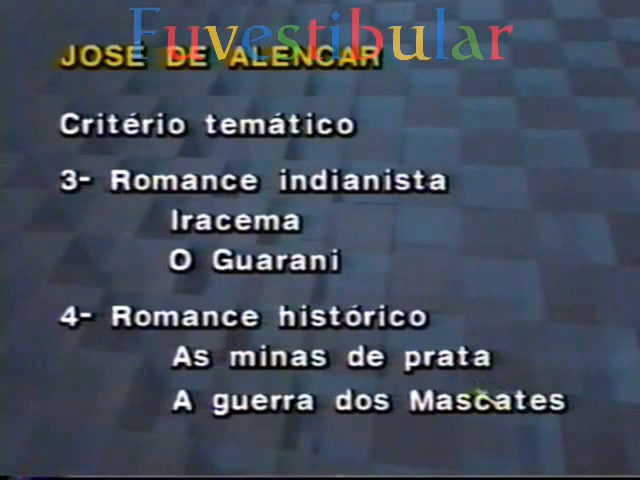 Fuvestibular
JOSE DE ALENCAR
Critério temático
3- Romance indianista
Iracema
O Guarani
4- Romance histórico
As minas de prata
A guerra dos Mascates